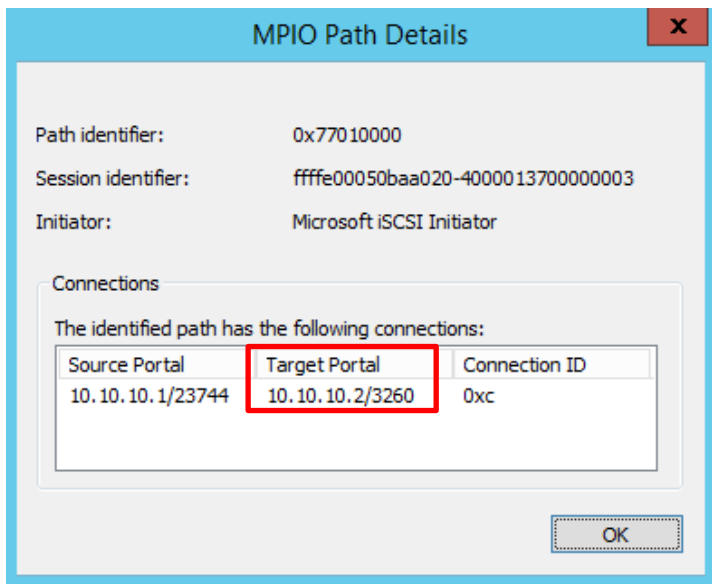 MPIO Path Details
x
Path identifier: 0x77010000
Session identifier: ffffe00050baa020-4000013700000003
Initiator: Microsoft iSCSI Initiator
Connections
The identified path has the following connections:
Source Portal Target Portal Connection ID
10.10.10.1/23744 10.10.10.2/3260 0xc
OK